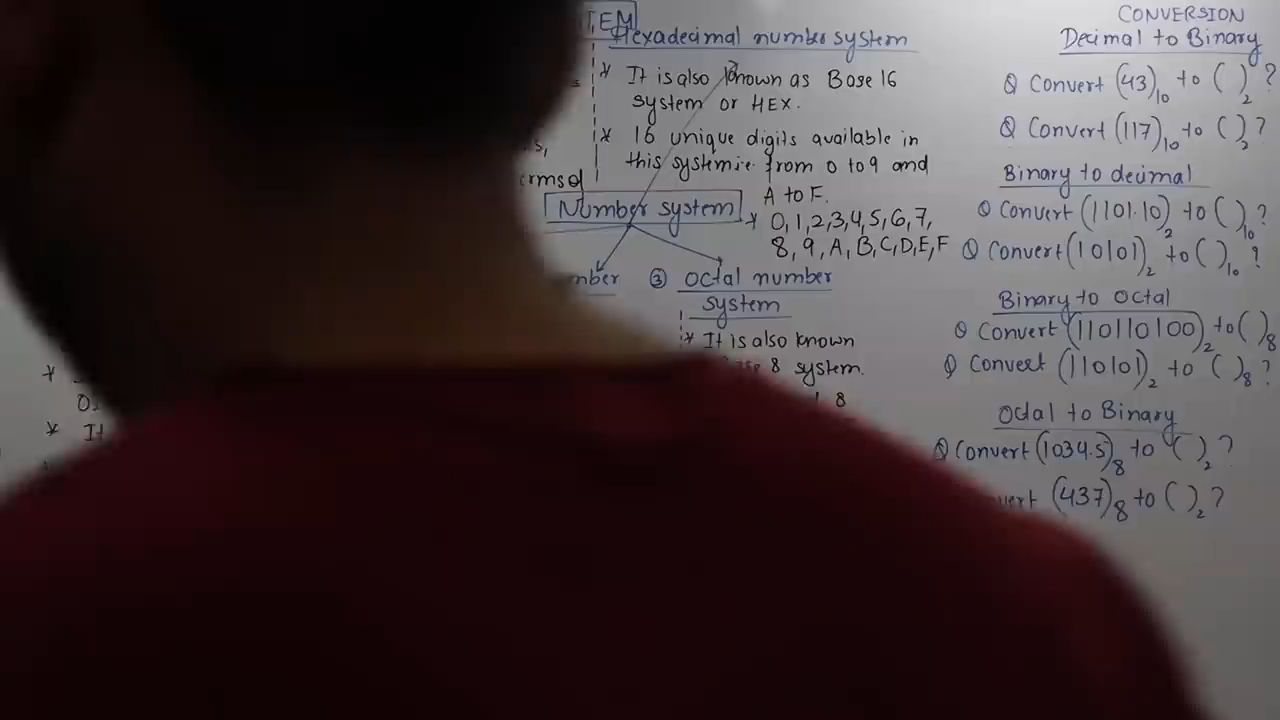 TEM
Hexadecimal number system
* It is also known as Base 16
system or HEX.
* 16 unique digits available in
this system i.e. from 0 to 9 and
A to F.
* 0,1,2,3,4,5,6,7,
8,9,A,B,C,D,E,F
Number system
③ Octal number
system
* It is also known
8 system.
8
*
* It
CONVERSION
Decimal to Binary
Q Convert (43)₁₀ to ( )₂ ?
Q Convert (117)₁₀ to ( )₂ ?
Binary to decimal
Q Convert (1101.10)₂ to ( )₁₀ ?
Q Convert (10101)₂ to ( )₁₀ ?
Binary to Octal
Q Convert (110110100)₂ to ( )₈
Q Convert (110101)₂ to ( )₈ ?
Octal to Binary
Q Convert (1034.5)₈ to ( )₂ ?
(437)₈ to ( )₂ ?